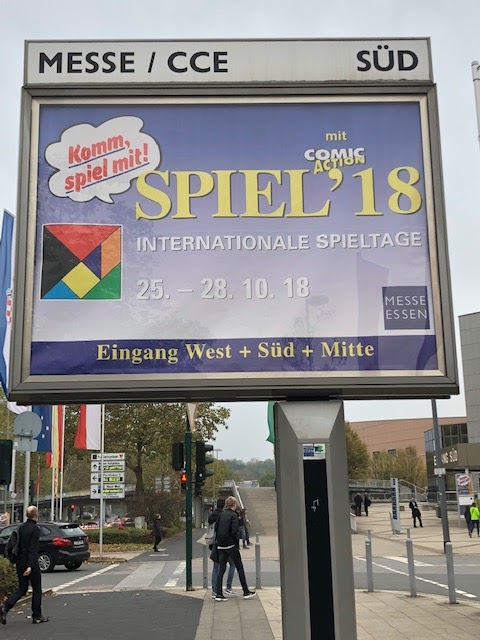 MESSE / CCE SÜD
Komm,
spiel mit!
mit
COMIC
ACTION
SPIEL’18
INTERNATIONALE SPIELTAGE
25. – 28. 10. 18
MESSE
ESSEN
Eingang West + Süd + Mitte